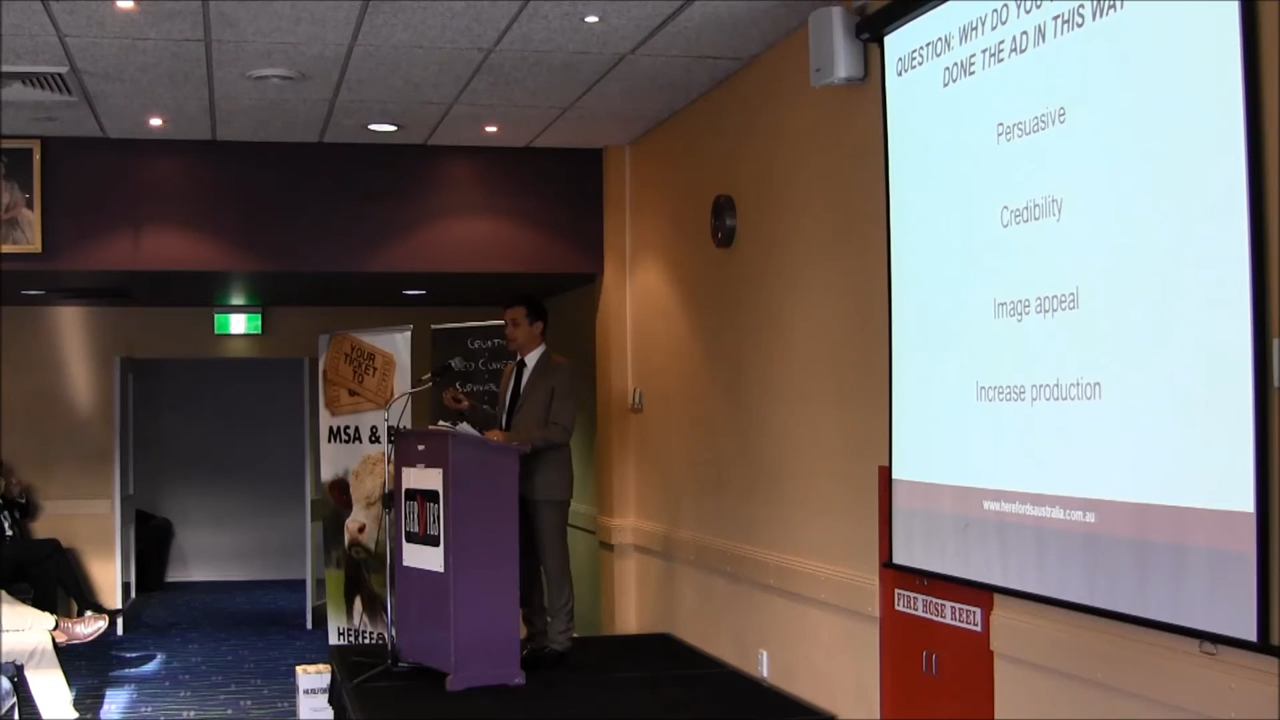 QUESTION: WHY DO YOU
DONE THE AD IN THIS WAY
Persuasive
Credibility
Image appeal
Increase production
www.herefordsaustralia.com.au
FIRE HOSE REEL
YOUR
TICKET
TO
MSA &
SERVIES